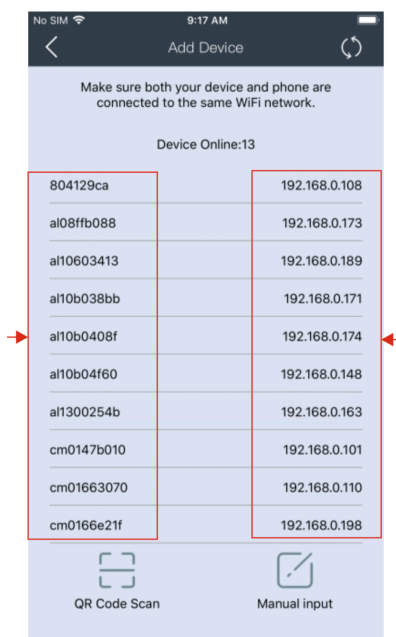 No SIM 9:17 AM
Add Device
Make sure both your device and phone are
connected to the same WiFi network.
Device Online:13
804129ca 192.168.0.108
al08ffb088 192.168.0.173
al10603413 192.168.0.189
al10b038bb 192.168.0.171
al10b0408f 192.168.0.174
al10b04f60 192.168.0.148
al1300254b 192.168.0.163
cm0147b010 192.168.0.101
cm01663070 192.168.0.110
cm0166e21f 192.168.0.198
QR Code Scan Manual input